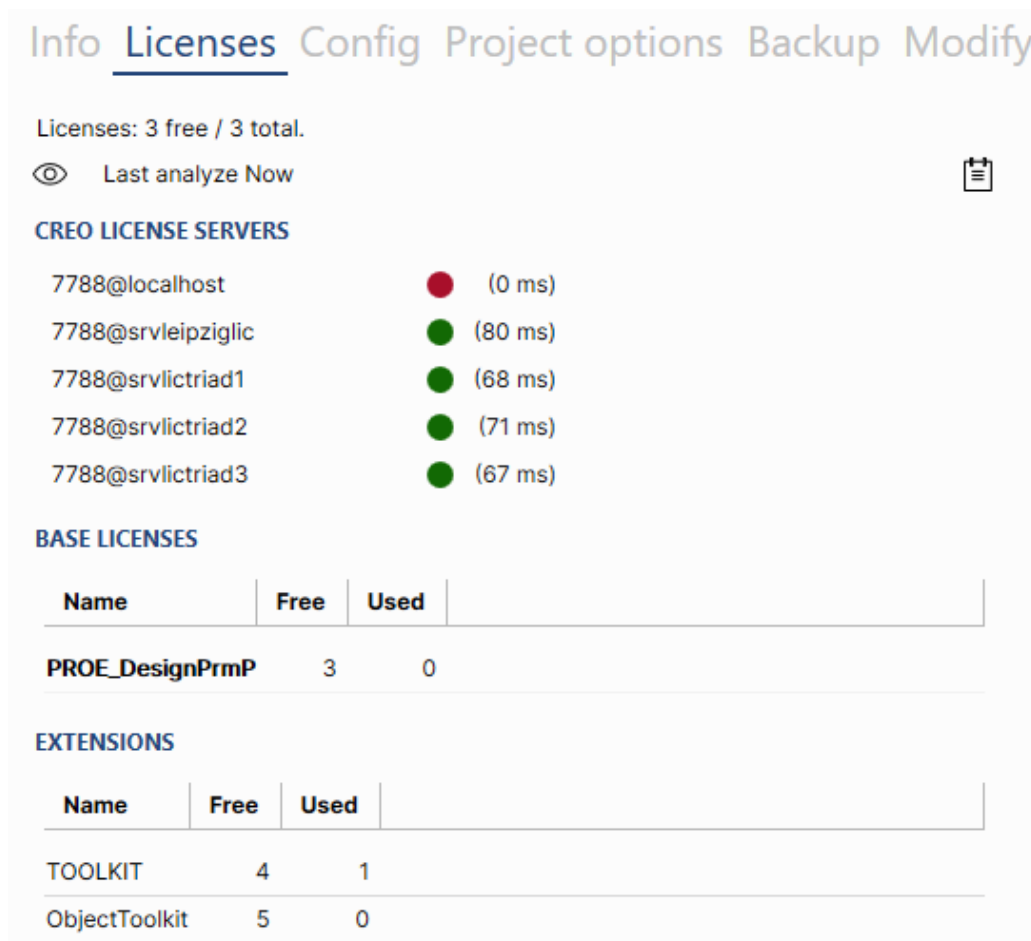 Info Licenses Config Project options Backup Modify
Licenses: 3 free / 3 total.
Last analyze Now
CREO LICENSE SERVERS
7788@localhost (0 ms)
7788@srvleipziglic (80 ms)
7788@srvlictriad1 (68 ms)
7788@srvlictriad2 (71 ms)
7788@srvlictriad3 (67 ms)
BASE LICENSES
Name Free Used
PROE_DesignPrmP 3 0
EXTENSIONS
Name Free Used
TOOLKIT 4 1
ObjectToolkit 5 0